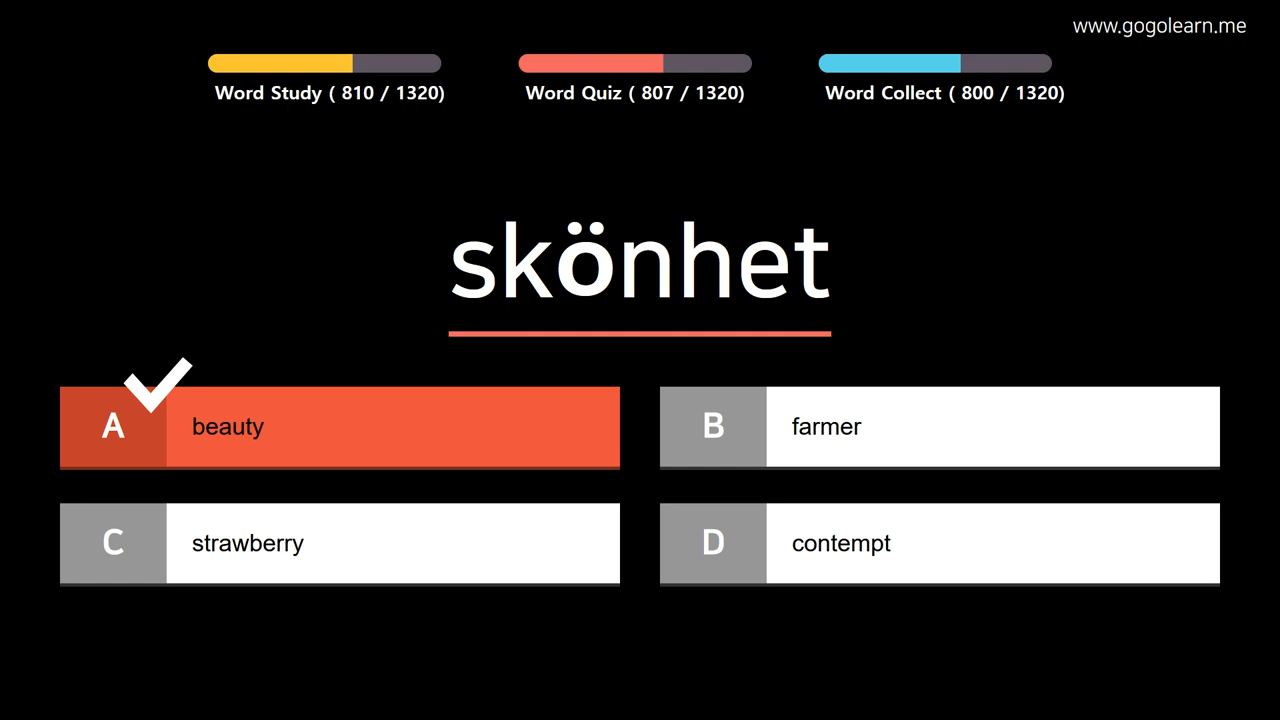 www.gogolearn.me
Word Study ( 810 / 1320)
Word Quiz ( 807 / 1320)
Word Collect ( 800 / 1320)
skönhet
A beauty
B farmer
C strawberry
D contempt